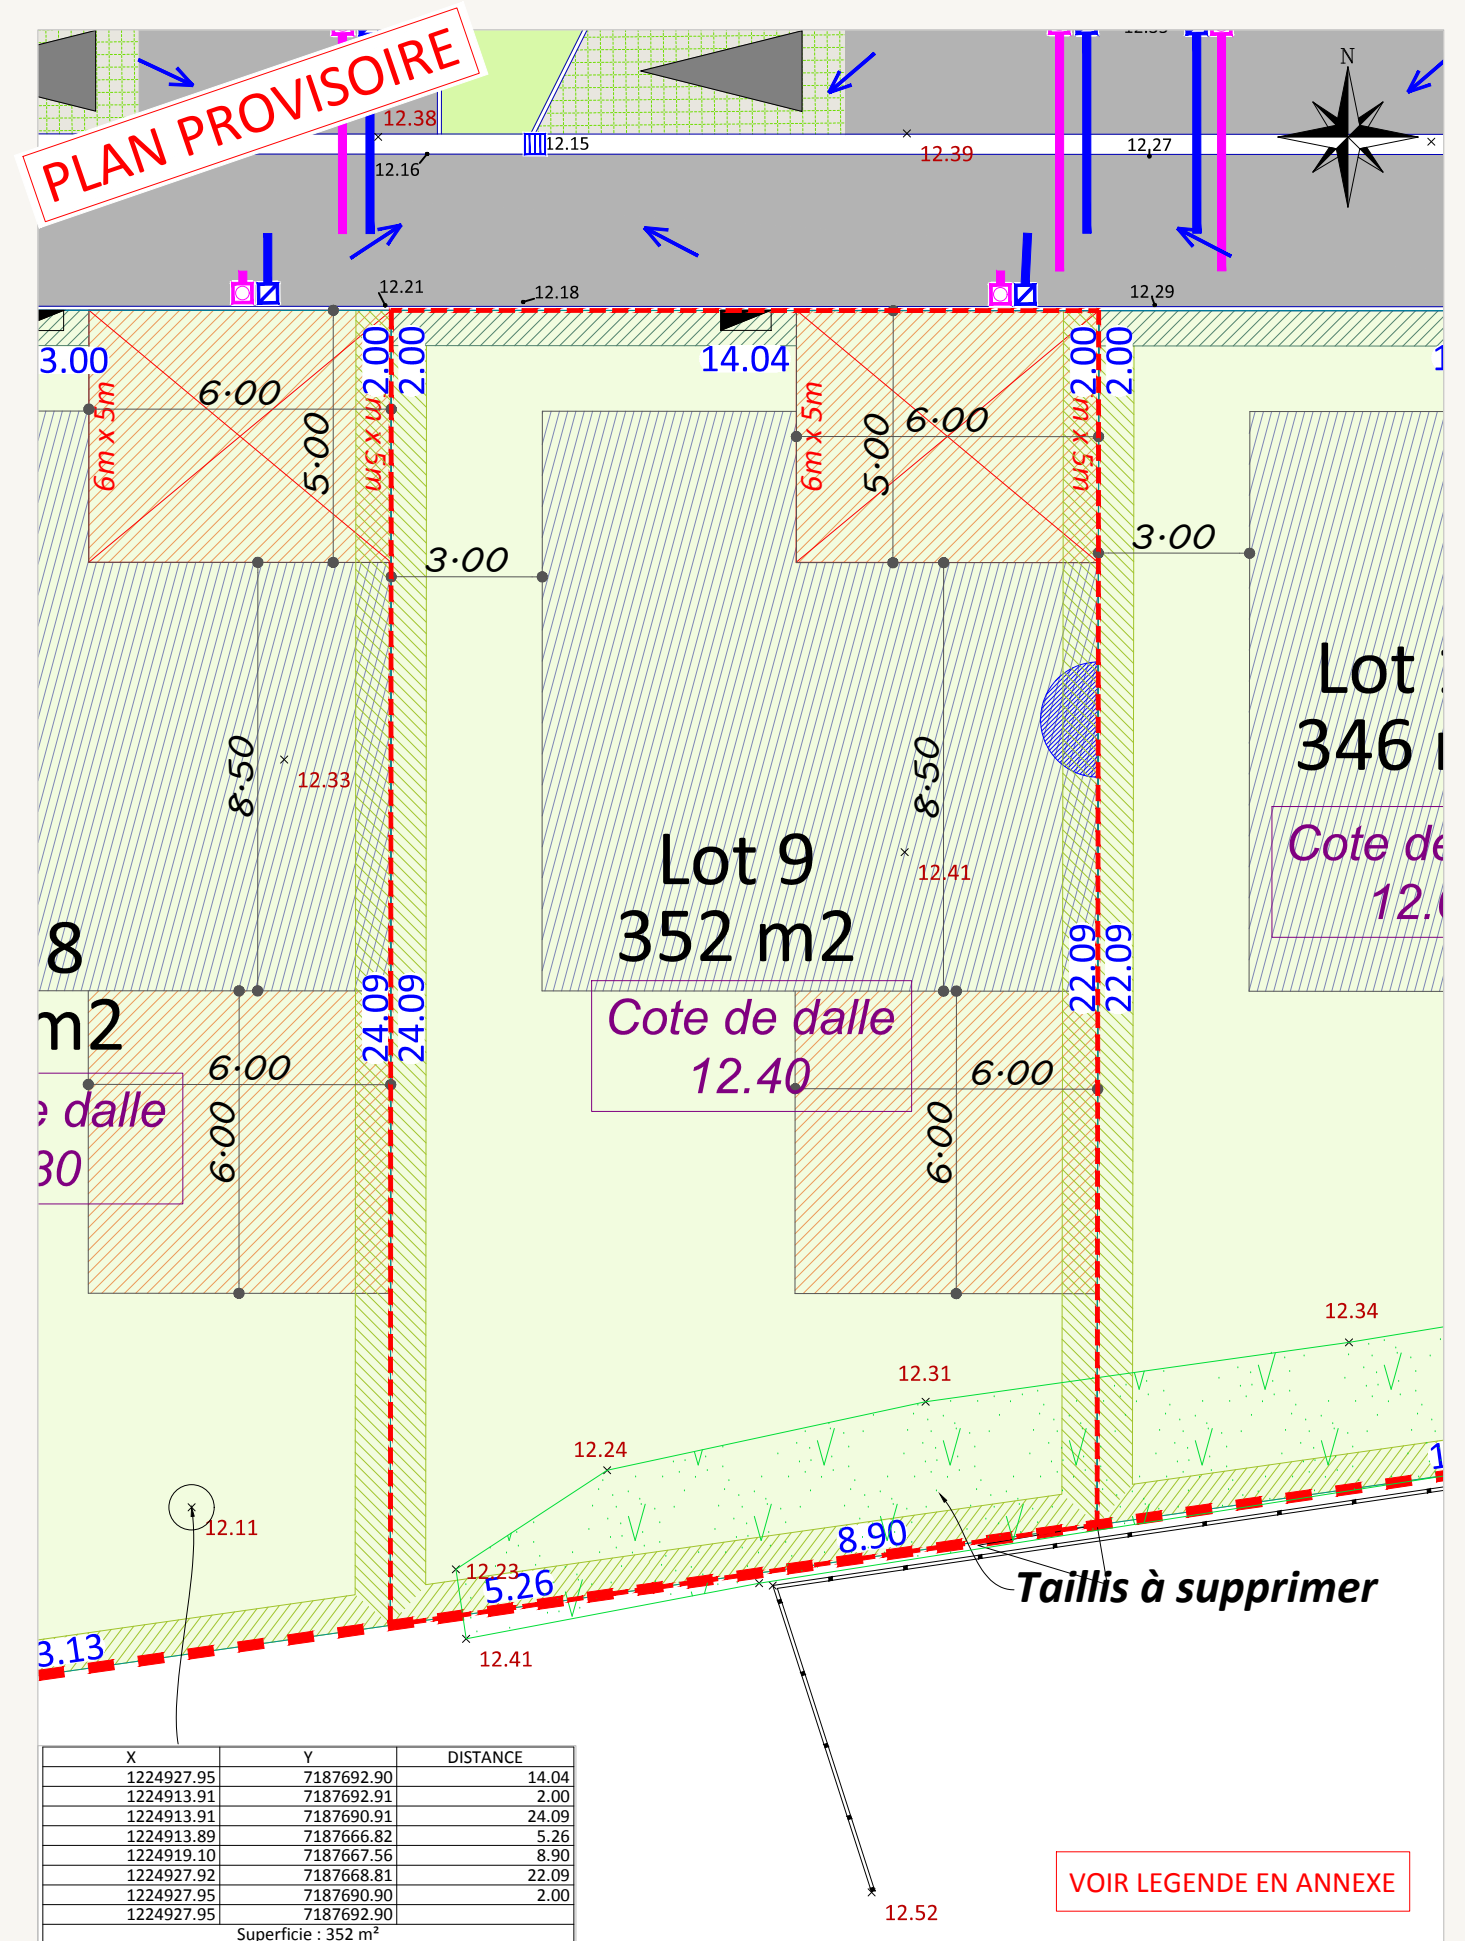 PLAN PROVISOIRE
N
12.38
12.16
12.15
12.39
12.27
12.21
12.18
12.29
3.00
6m x 5m
6.00
5.00
2.00
2.00
m x 5m
14.04
6m x 5m
5.00
6.00
2.00
2.00
m x 5m
3.00
3.00
8.50
12.33
8.50
12.41
Lot 9
352 m2
Cote de dalle
12.40
Lot
346
Cote de
12.
8
m2
dalle
30
24.09
24.09
22.09
22.09
6.00
6.00
6.00
6.00
12.34
12.31
12.24
12.23
12.11
5.26
8.90
Taillis à supprimer
3.13
12.41
12.52
X Y DISTANCE
1224927.95 7187692.90 14.04
1224913.91 7187692.91 2.00
1224913.91 7187690.91 24.09
1224913.89 7187666.82 5.26
1224919.10 7187667.56 8.90
1224927.92 7187668.81 22.09
1224927.95 7187690.90 2.00
1224927.95 7187692.90
Superficie : 352 m²
VOIR LEGENDE EN ANNEXE